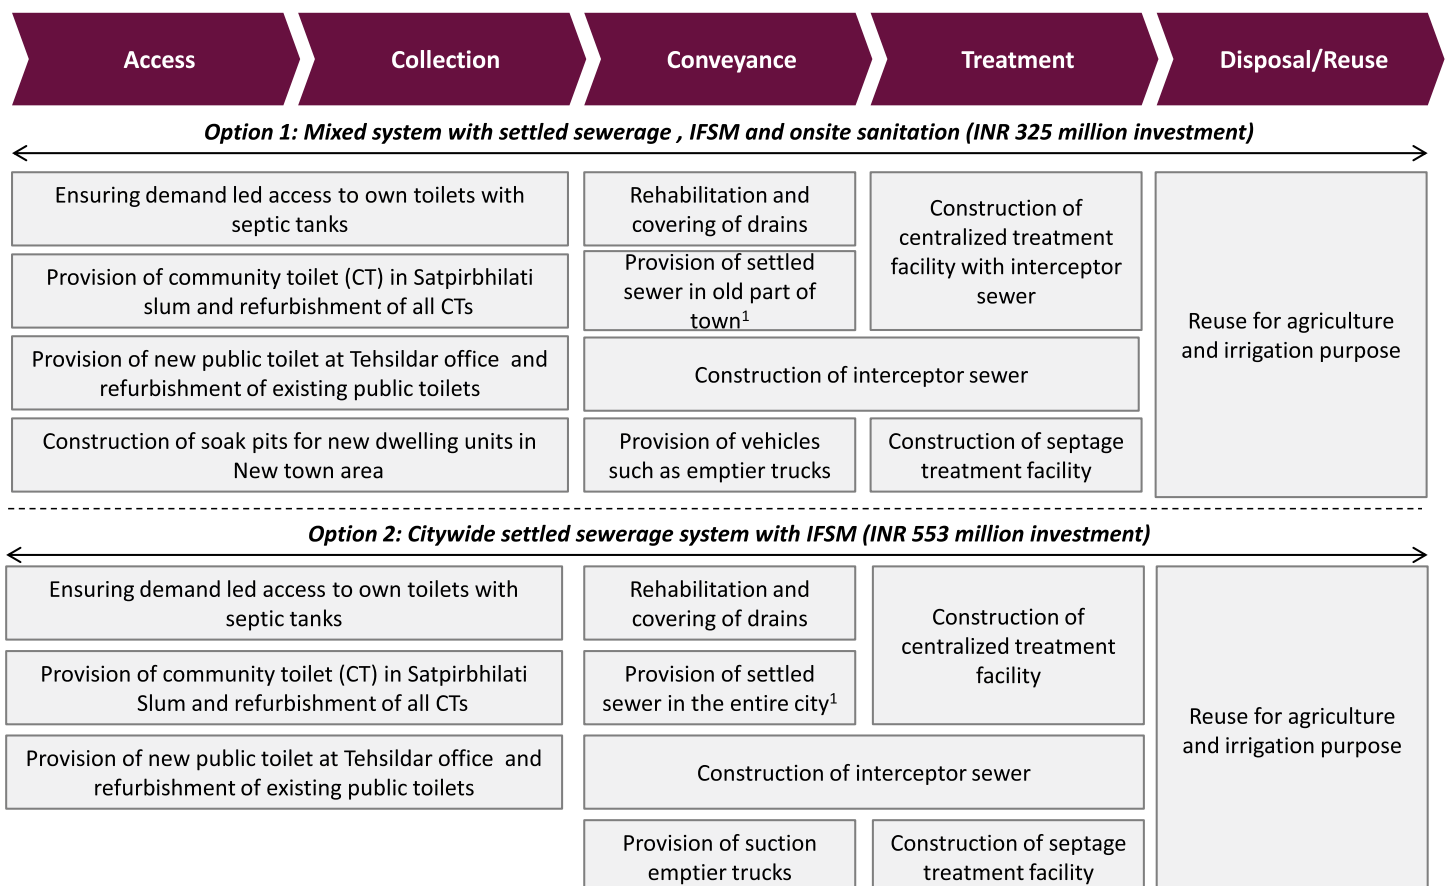 Access
Collection
Conveyance
Treatment
Disposal/Reuse
Option 1: Mixed system with settled sewerage , IFSM and onsite sanitation (INR 325 million investment)
Ensuring demand led access to own toilets with
septic tanks
Provision of community toilet (CT) in Satpirbhilati
slum and refurbishment of all CTs
Provision of new public toilet at Tehsildar office and
refurbishment of existing public toilets
Construction of soak pits for new dwelling units in
New town area
Rehabilitation and
covering of drains
Provision of settled
sewer in old part of
town¹
Construction of
centralized treatment
facility with interceptor
sewer
Construction of interceptor sewer
Provision of vehicles
such as emptier trucks
Construction of septage
treatment facility
Reuse for agriculture
and irrigation purpose
Option 2: Citywide settled sewerage system with IFSM (INR 553 million investment)
Ensuring demand led access to own toilets with
septic tanks
Provision of community toilet (CT) in Satpirbhilati
Slum and refurbishment of all CTs
Provision of new public toilet at Tehsildar office and
refurbishment of existing public toilets
Rehabilitation and
covering of drains
Provision of settled
sewer in the entire city¹
Construction of
centralized treatment
facility
Construction of interceptor sewer
Provision of suction
emptier trucks
Construction of septage
treatment facility
Reuse for agriculture
and irrigation purpose